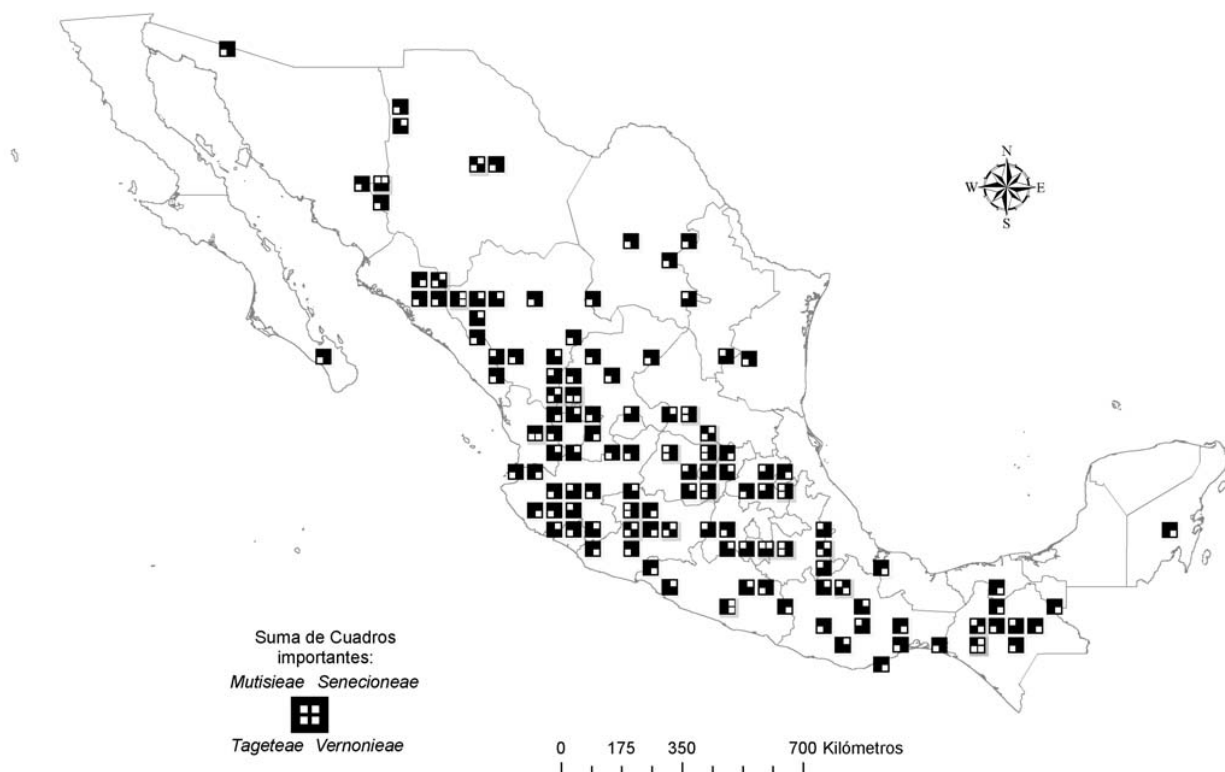 N
W E
S
Suma de Cuadros
importantes:
Mutisieae Senecioneae
Tageteae Vernonieae
0 175 350 700 Kilómetros